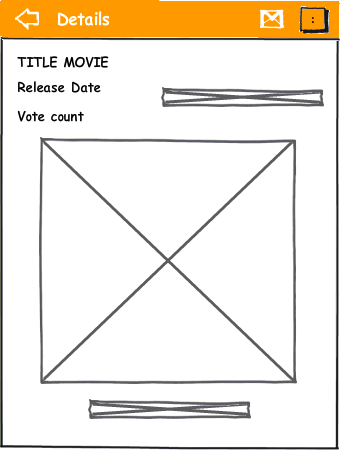 Details
:
TITLE MOVIE
Release Date
Vote count